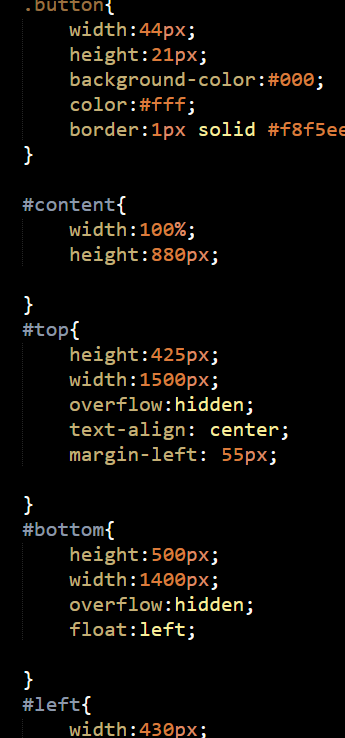 .button{
width:44px;
height:21px;
background-color:#000;
color:#fff;
border:1px solid #f8f5ee
}
#content{
width:100%;
height:880px;
}
#top{
height:425px;
width:1500px;
overflow:hidden;
text-align: center;
margin-left: 55px;
}
#bottom{
height:500px;
width:1400px;
overflow:hidden;
float:left;
}
#left{
width:430px;